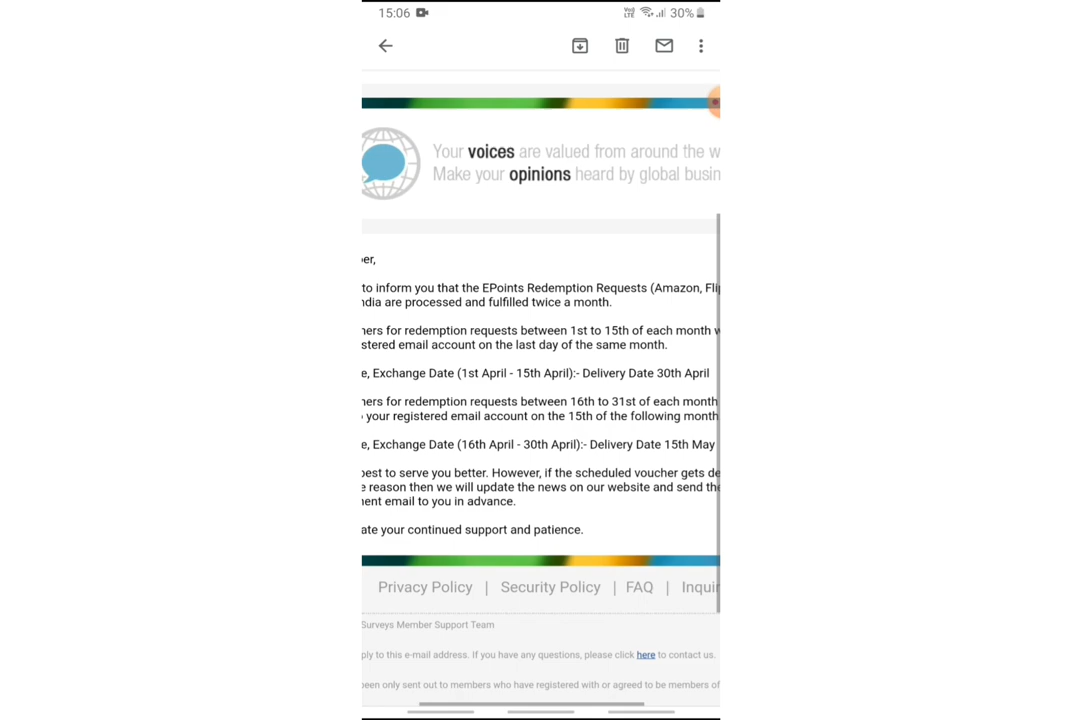 15:06 30%
Your voices are valued from around the w
Make your opinions heard by global busin
er,
to inform you that the EPoints Redemption Requests (Amazon, Fli
ndia are processed and fulfilled twice a month.
hers for redemption requests between 1st to 15th of each month w
stered email account on the last day of the same month.
e, Exchange Date (1st April - 15th April):- Delivery Date 30th April
hers for redemption requests between 16th to 31st of each month
your registered email account on the 15th of the following month
e, Exchange Date (16th April - 30th April):- Delivery Date 15th May
best to serve you better. However, if the scheduled voucher gets de
e reason then we will update the news on our website and send the
ment email to you in advance.
ate your continued support and patience.
Privacy Policy | Security Policy | FAQ | Inqui
Surveys Member Support Team
ply to this e-mail address. If you have any questions, please click here to contact us.
been only sent out to members who have registered with or agreed to be members of